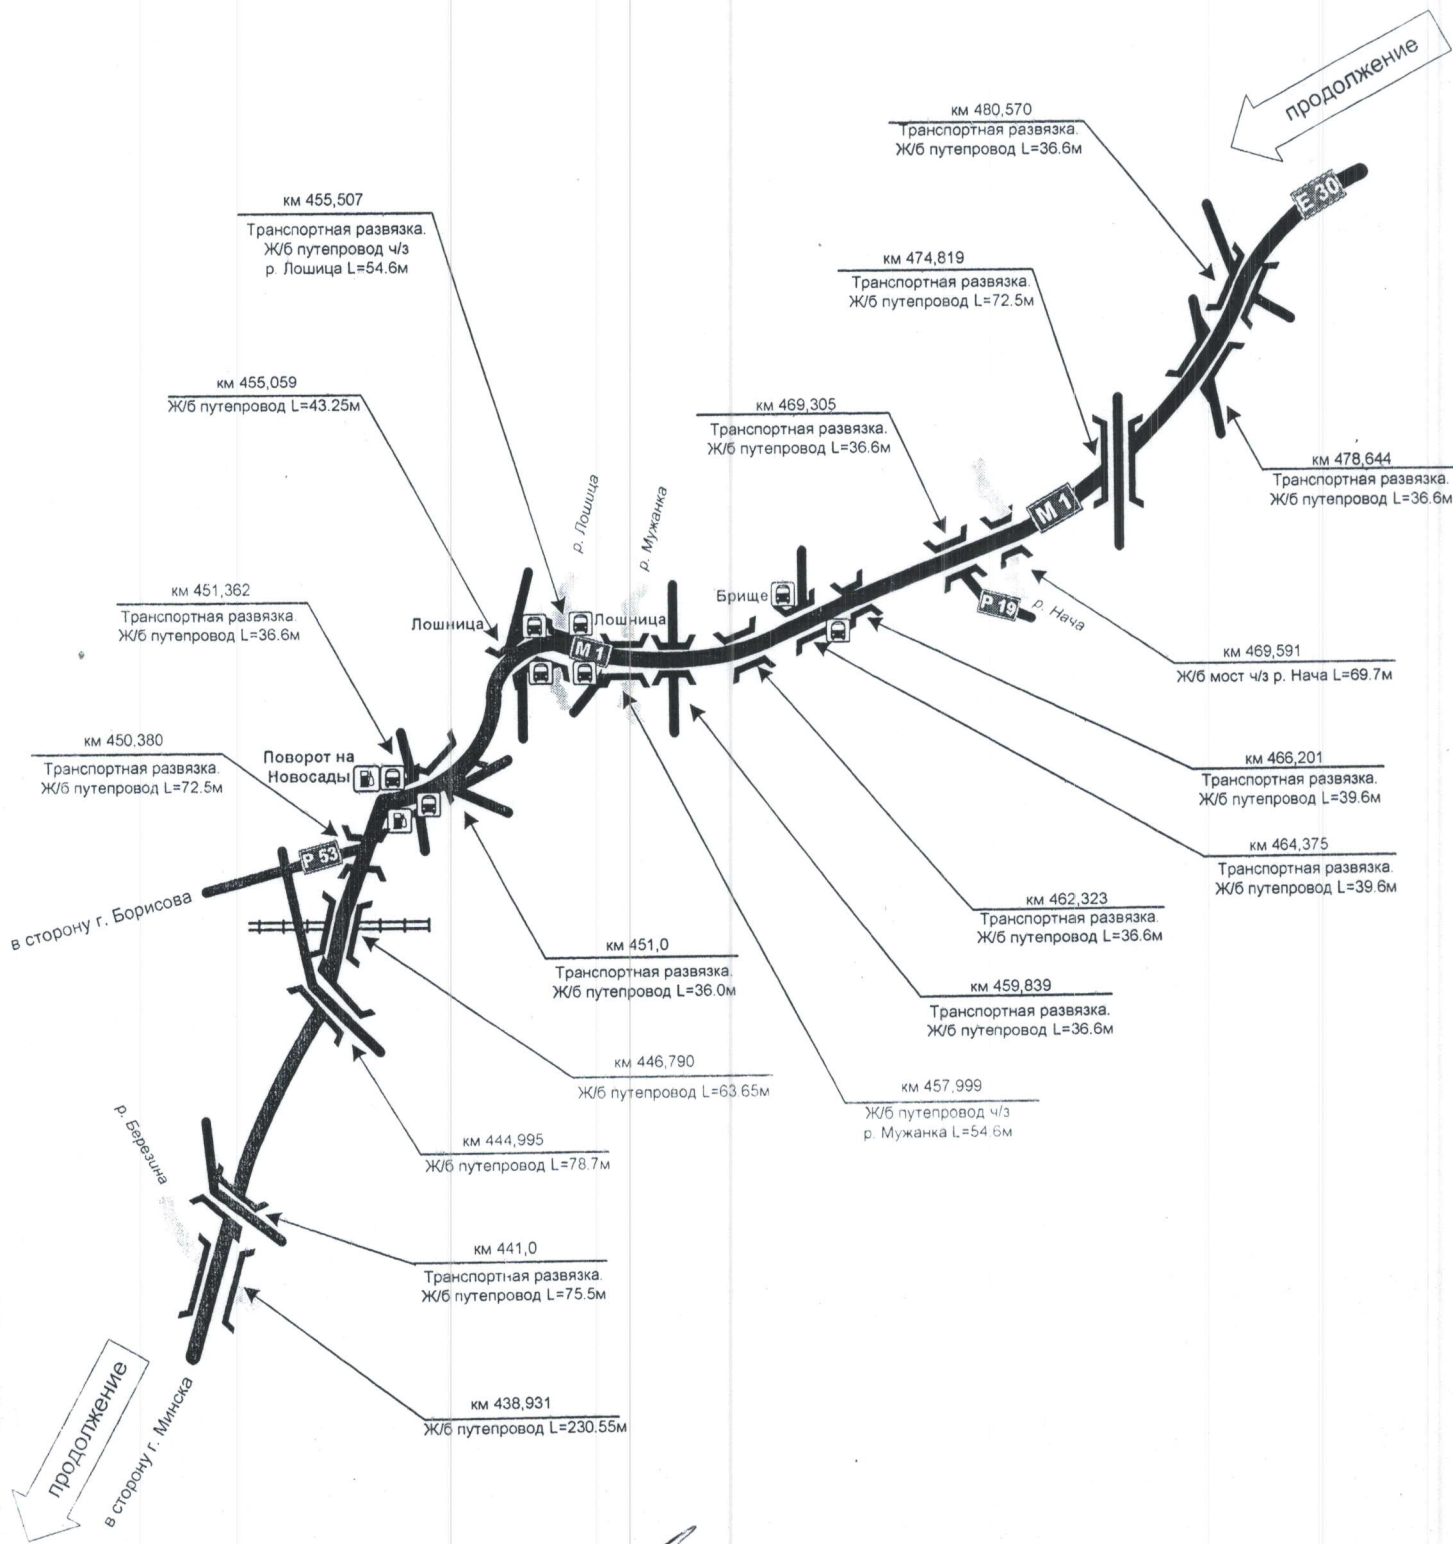 продолжение
км 480,570
Транспортная развязка.
Ж/б путепровод L=36.6м
E 30
км 455,507
Транспортная развязка.
Ж/б путепровод ч/з
р. Лошица L=54.6м
км 474,819
Транспортная развязка.
Ж/б путепровод L=72.5м
км 455,059
Ж/б путепровод L=43.25м
км 469,305
Транспортная развязка.
Ж/б путепровод L=36.6м
км 478,644
Транспортная развязка.
Ж/б путепровод L=36.6м
М 1
р. Лошица
р. Мужанка
км 451,362
Транспортная развязка.
Ж/б путепровод L=36.6м
Лошница
Лошница
М 1
Брище
Р 19
р. Нача
км 469,591
Ж/б мост ч/з р. Нача L=69.7м
км 450,380
Транспортная развязка.
Ж/б путепровод L=72.5м
Поворот на
Новосады
км 466,201
Транспортная развязка.
Ж/б путепровод L=39.6м
Р 53
в сторону г. Борисова
км 464,375
Транспортная развязка.
Ж/б путепровод L=39.6м
км 462,323
Транспортная развязка.
Ж/б путепровод L=36.6м
км 451,0
Транспортная развязка.
Ж/б путепровод L=36.0м
км 459,839
Транспортная развязка.
Ж/б путепровод L=36.6м
км 446,790
Ж/б путепровод L=63.65м
км 457,999
Ж/б путепровод ч/з
р. Мужанка L=54.6м
р. Березина
км 444,995
Ж/б путепровод L=78.7м
км 441,0
Транспортная развязка.
Ж/б путепровод L=75.5м
км 438,931
Ж/б путепровод L=230.55м
продолжение
в сторону г. Минска